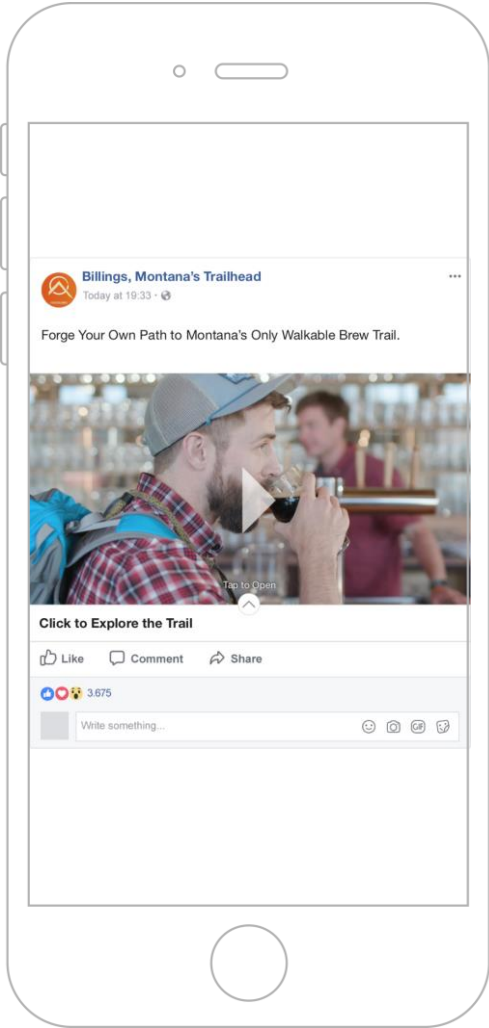 Billings, Montana's Trailhead
Today at 19:33 ·
Forge Your Own Path to Montana's Only Walkable Brew Trail.
Tap to Open
Click to Explore the Trail
Like Comment Share
3.675
Write something...
GIF